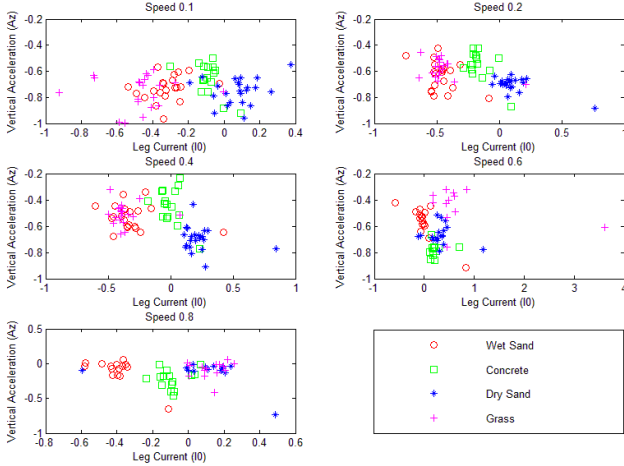 Speed 0.1
Vertical Acceleration (Az)
-0.2
-0.4
-0.6
-0.8
-1
-1 -0.8 -0.6 -0.4 -0.2 0 0.2 0.4
Leg Current (I0)
Speed 0.2
Vertical Acceleration (Az)
-0.2
-0.4
-0.6
-0.8
-1
-1 -0.5 0 0.5 1
Leg Current (I0)
Speed 0.4
Vertical Acceleration (Az)
-0.2
-0.4
-0.6
-0.8
-1
-1 -0.5 0 0.5 1
Leg Current (I0)
Speed 0.6
Vertical Acceleration (Az)
-0.2
-0.4
-0.6
-0.8
-1
-1 0 1 2 3 4
Leg Current (I0)
Speed 0.8
Vertical Acceleration (Az)
0.5
0
-0.5
-1
-0.8 -0.6 -0.4 -0.2 0 0.2 0.4 0.6
Leg Current (I0)
Wet Sand
Concrete
Dry Sand
Grass